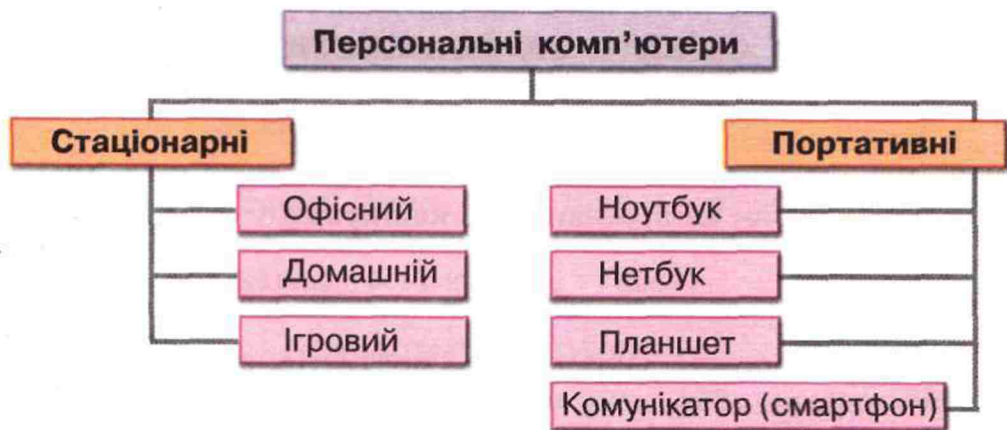 Персональні комп’ютери
Стаціонарні
Офісний
Домашній
Ігровий
Портативні
Ноутбук
Нетбук
Планшет
Комунікатор (смартфон)